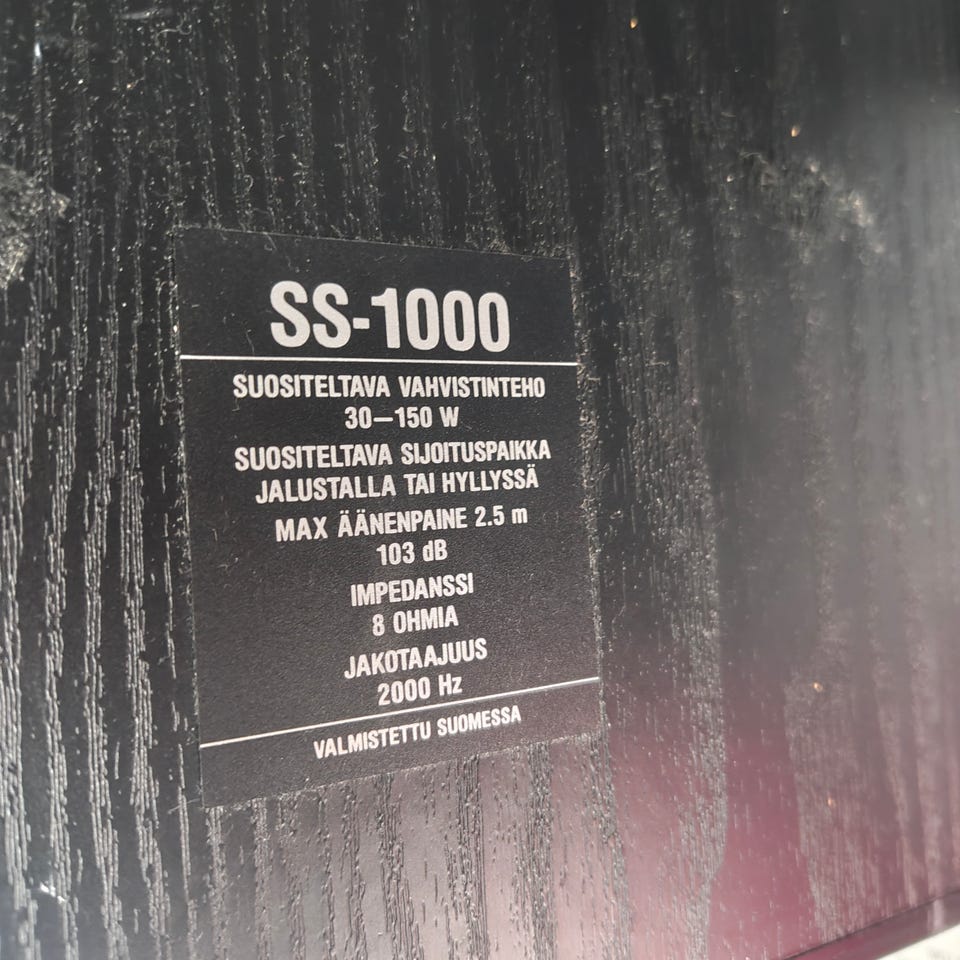 SS-1000
SUOSITELTAVA VAHVISTINTEHO
30–150 W
SUOSITELTAVA SIJOITUSPAIKKA
JALUSTALLA TAI HYLLYSSÄ
MAX ÄÄNENPAINE 2.5 m
103 dB
IMPEDANSSI
8 OHMIA
JAKOTAAJUUS
2000 Hz
VALMISTETTU SUOMESSA